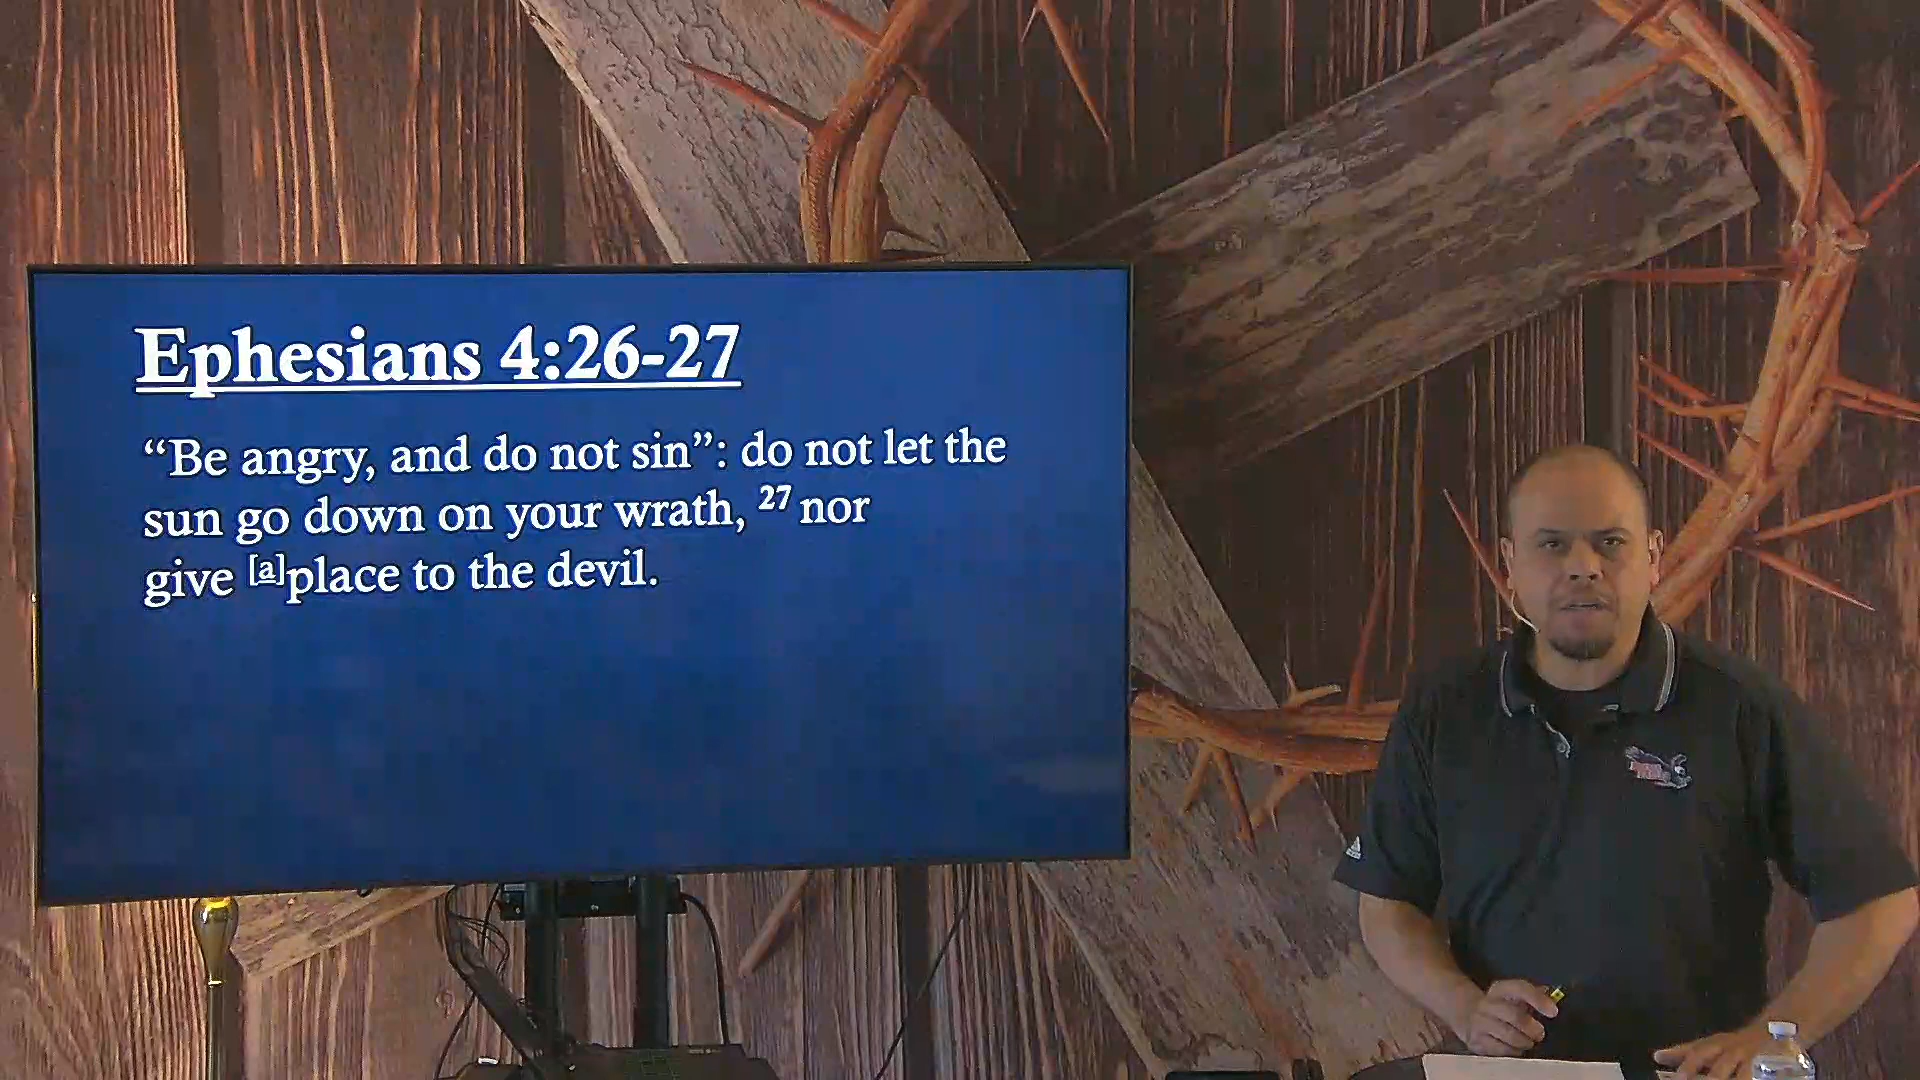 Ephesians 4:26-27
“Be angry, and do not sin”: do not let the
sun go down on your wrath, 27 nor
give [a]place to the devil.